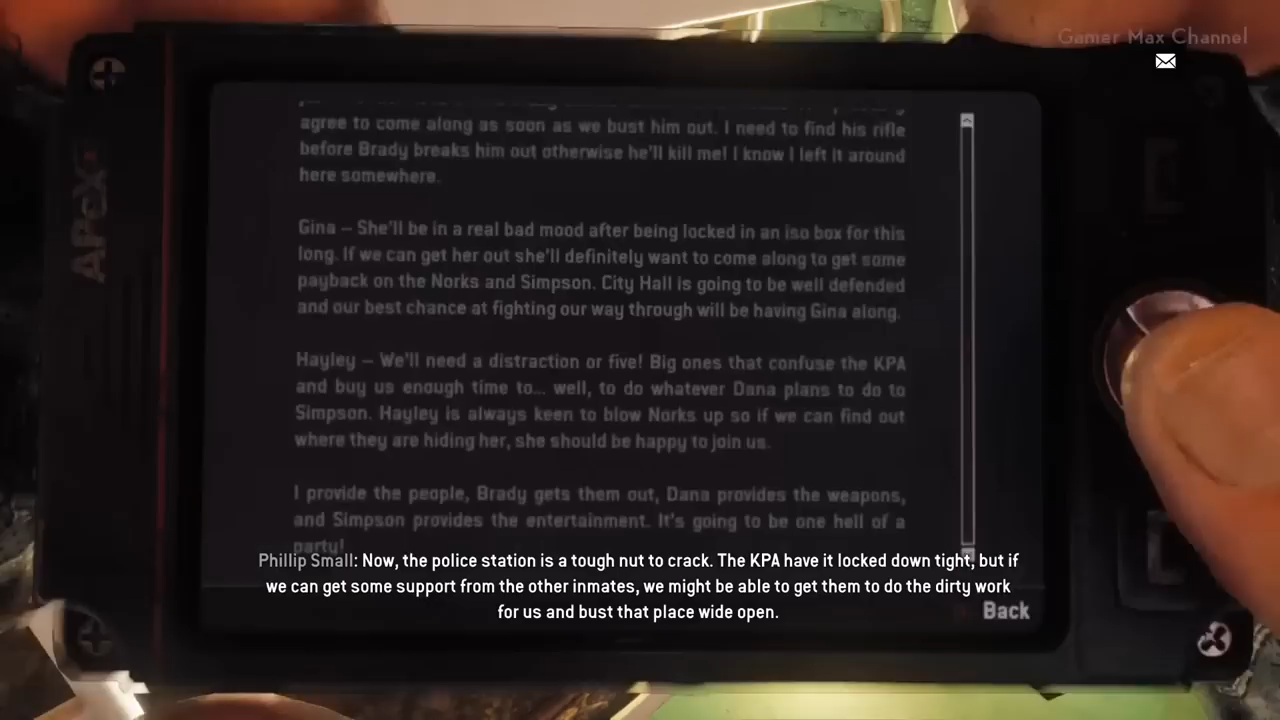 Gamer Max Channel
APEX
agree to come along as soon as we bust him out. I need to find his rifle
before Brady breaks him out otherwise he'll kill me! I know I left it around
here somewhere.
Gina – She'll be in a real bad mood after being locked in an iso box for this
long. If we can get her out she'll definitely want to come along to get some
payback on the Norks and Simpson. City Hall is going to be well defended
and our best chance at fighting our way through will be having Gina along.
Hayley – We'll need a distraction or five! Big ones that confuse the KPA
and buy us enough time to... well, to do whatever Dana plans to do to
Simpson. Hayley is always keen to blow Norks up so if we can find out
where they are hiding her, she should be happy to join us.
I provide the people, Brady gets them out, Dana provides the weapons,
and Simpson provides the entertainment. It's going to be one hell of a
party!
Phillip Small: Now, the police station is a tough nut to crack. The KPA have it locked down tight, but if
we can get some support from the other inmates, we might be able to get them to do the dirty work
for us and bust that place wide open.
Back